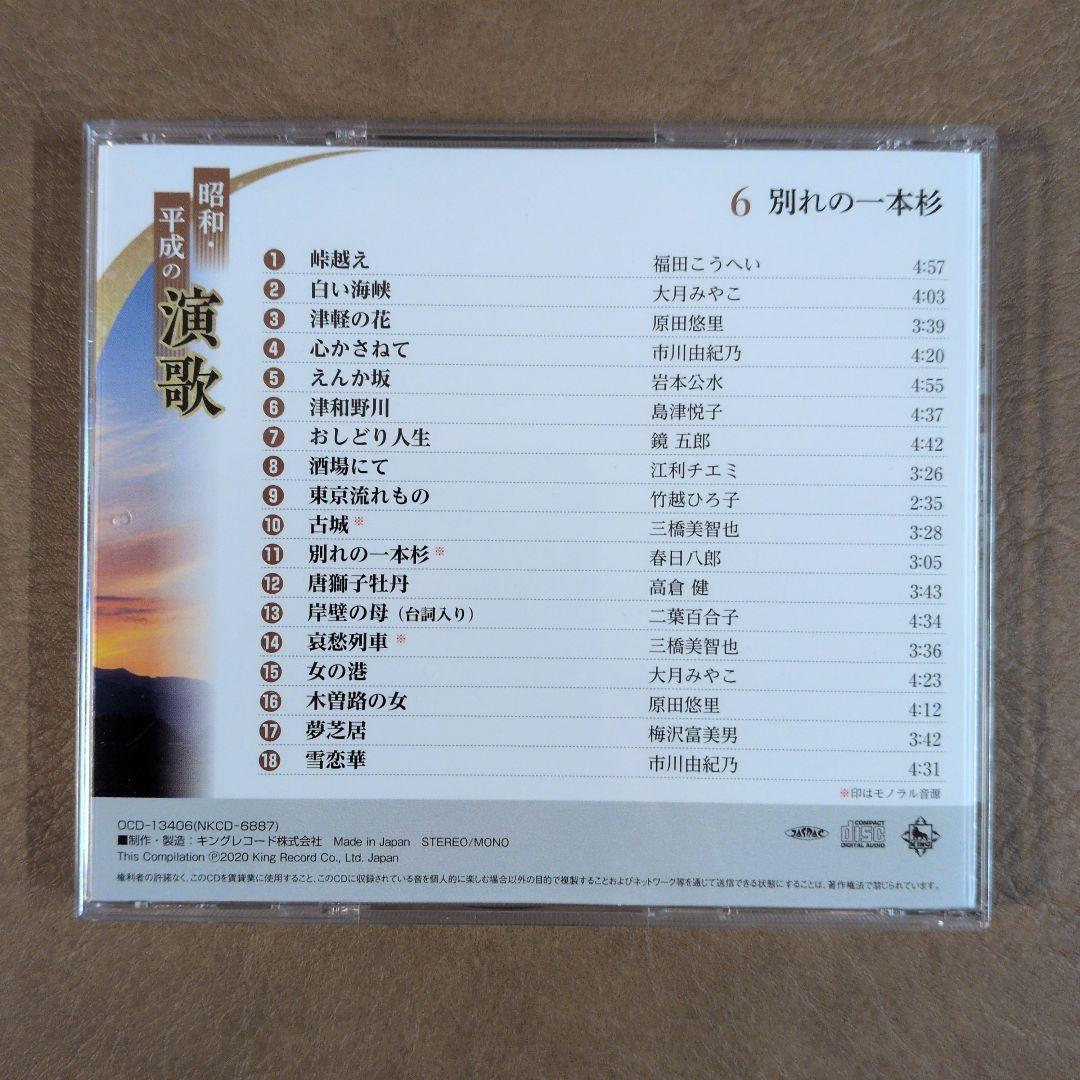 昭和・
平成の
演歌
6 別れの一本杉
1 峠越え 福田こうへい 4:57
2 白い海峡 大月みやこ 4:03
3 津軽の花 原田悠里 3:39
4 心かさねて 市川由紀乃 4:20
5 えんか坂 岩本公水 4:55
6 津和野川 島津悦子 4:37
7 おしどり人生 鏡 五郎 4:42
8 酒場にて 江利チエミ 3:26
9 東京流れもの 竹越ひろ子 2:35
10 古城※ 三橋美智也 3:28
11 別れの一本杉※ 春日八郎 3:05
12 唐獅子牡丹 高倉 健 3:43
13 岸壁の母（台詞入り） 二葉百合子 4:34
14 哀愁列車※ 三橋美智也 3:36
15 女の港 大月みやこ 4:23
16 木曽路の女 原田悠里 4:12
17 夢芝居 梅沢富美男 3:42
18 雪恋華 市川由紀乃 4:31
※印はモノラル音源
OCD-13406(NKCD-6887)
■制作・製造：キングレコード株式会社 Made in Japan STEREO/MONO
This Compilation ℗2020 King Record Co., Ltd. Japan
JASRAC
COMPACT
disc
DIGITAL AUDIO
KING
権利者の許諾なく、このCDを賃貸業に使用すること、このCDに収録されている音を個人的に楽しむ場合以外の目的で複製することおよびネットワーク等を通じて送信できる状態にすることは、著作権法で禁じられています。